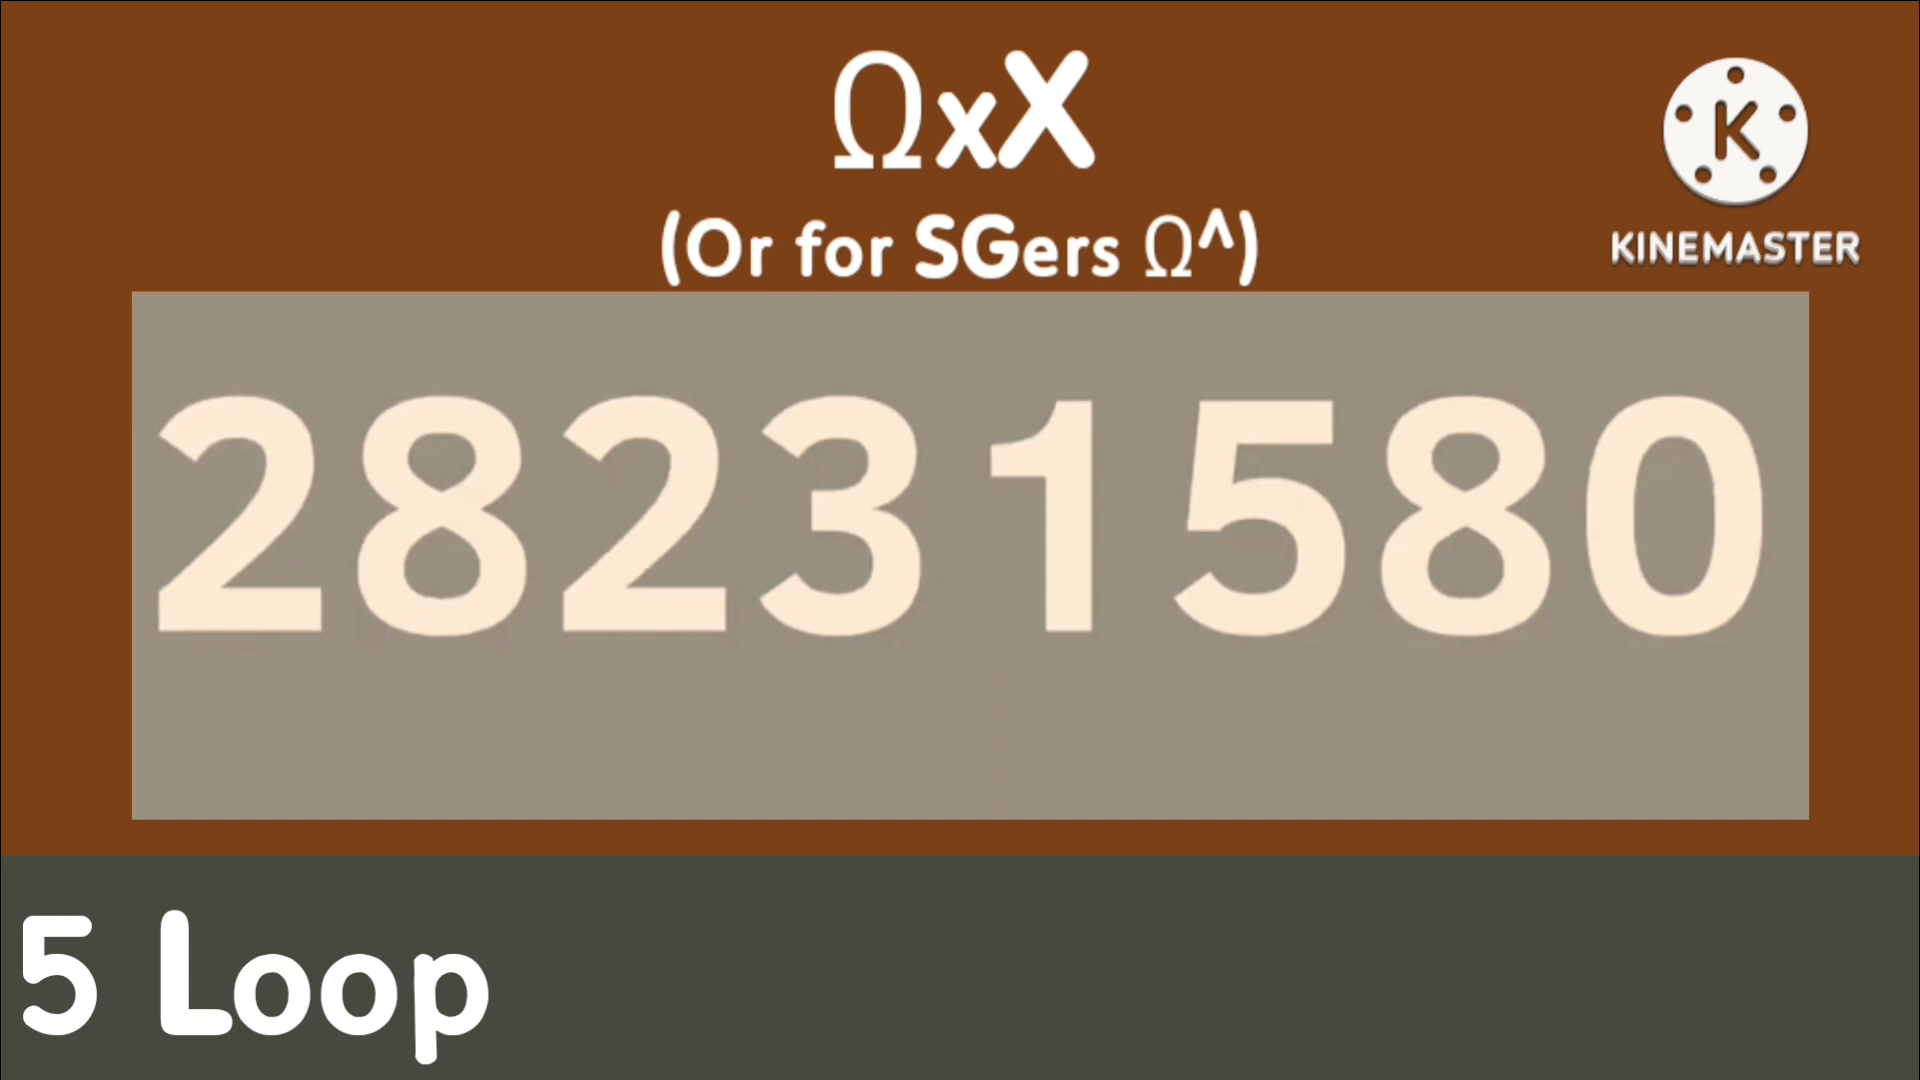 ΩxX
(Or for SGers Ω^)
K
KINEMASTER
28231580
5 Loop